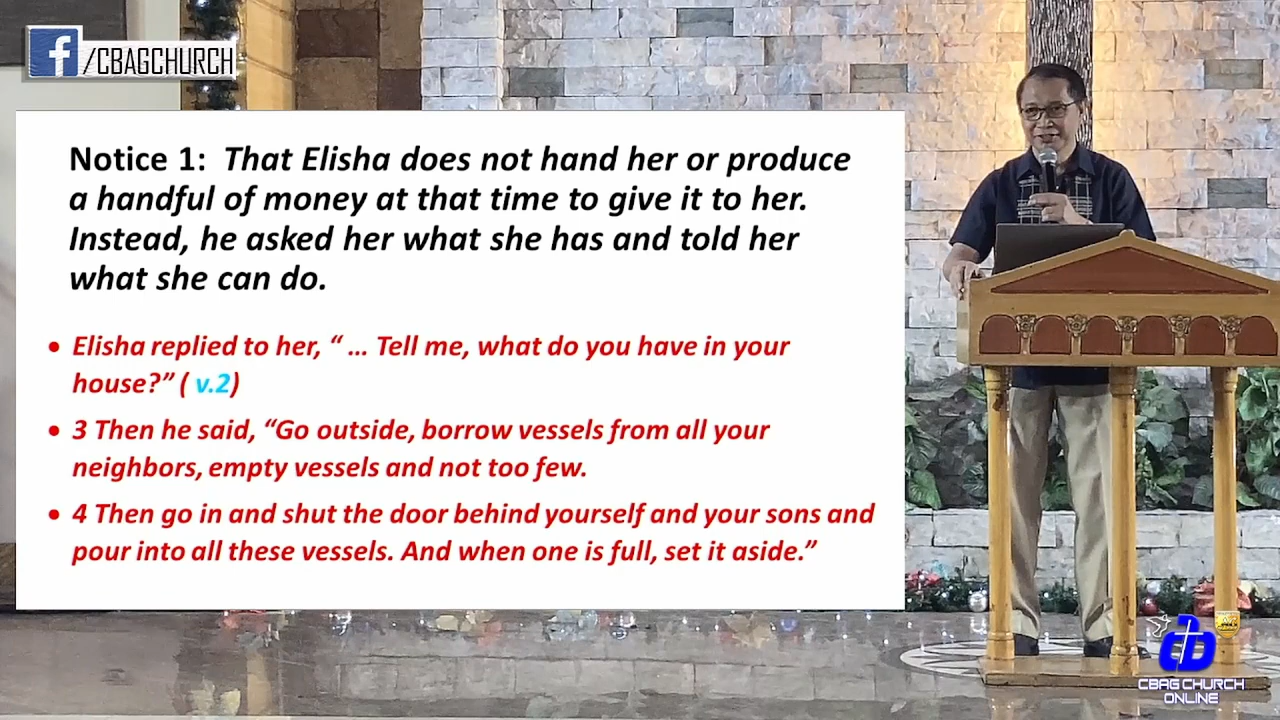 f/CBAGCHURCH
Notice 1: That Elisha does not hand her or produce
a handful of money at that time to give it to her.
Instead, he asked her what she has and told her
what she can do.
• Elisha replied to her, “ … Tell me, what do you have in your
house?” ( v.2)
• 3 Then he said, “Go outside, borrow vessels from all your
neighbors, empty vessels and not too few.
• 4 Then go in and shut the door behind yourself and your sons and
pour into all these vessels. And when one is full, set it aside.”
CBAG CHURCH
ONLINE